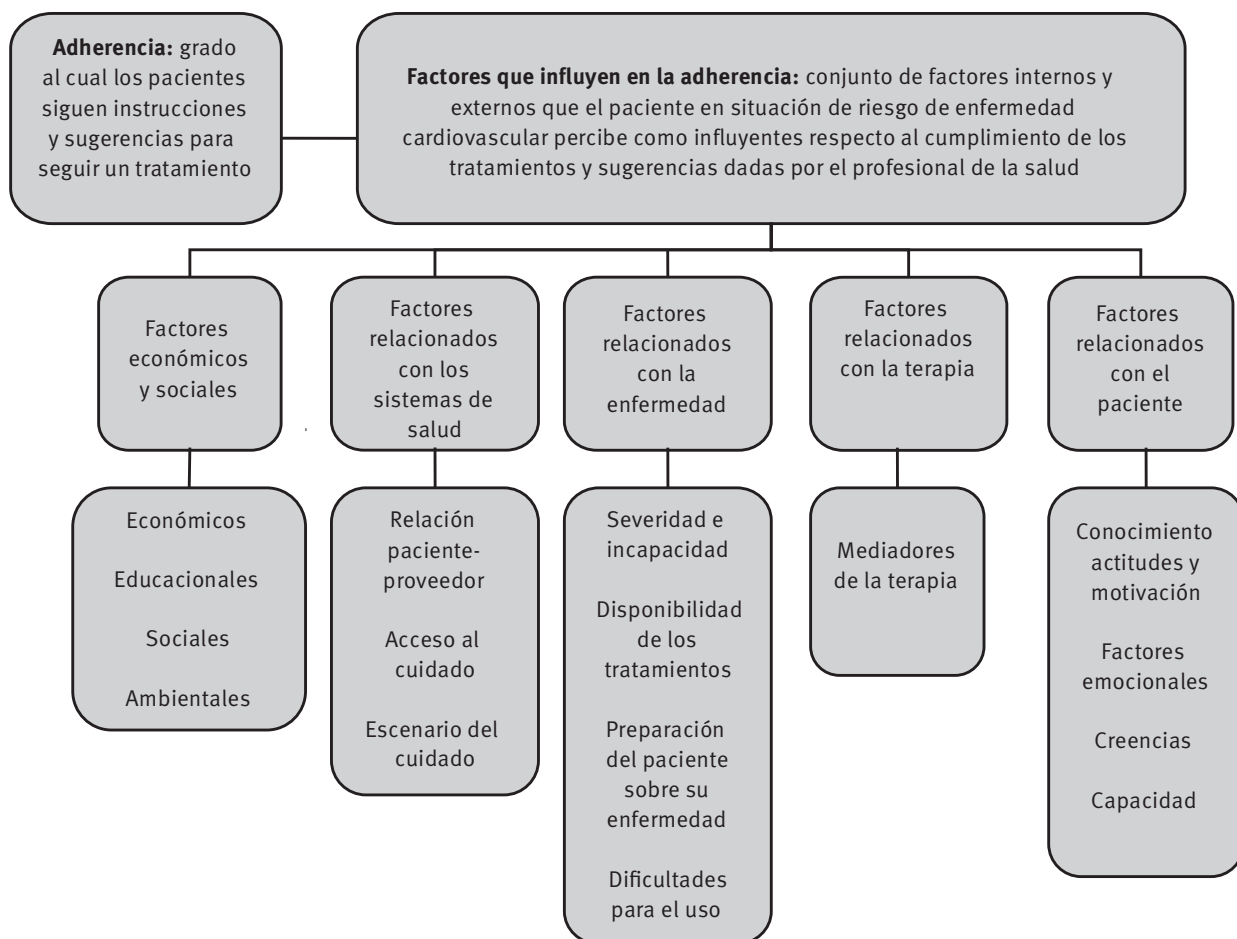 Adherencia: grado
al cual los pacientes
siguen instrucciones
y sugerencias para
seguir un tratamiento
Factores que influyen en la adherencia: conjunto de factores internos y
externos que el paciente en situación de riesgo de enfermedad
cardiovascular percibe como influyentes respecto al cumplimiento de los
tratamientos y sugerencias dadas por el profesional de la salud
Factores
económicos
y sociales
Factores
relacionados
con los
sistemas de
salud
Factores
relacionados
con la
enfermedad
Factores
relacionados
con la terapia
Factores
relacionados
con el
paciente
Económicos
Educacionales
Sociales
Ambientales
Relación
paciente-
proveedor
Acceso al
cuidado
Escenario del
cuidado
Severidad e
incapacidad
Disponibilidad
de los
tratamientos
Preparación
del paciente
sobre su
enfermedad
Dificultades
para el uso
Mediadores
de la terapia
Conocimiento
actitudes y
motivación
Factores
emocionales
Creencias
Capacidad